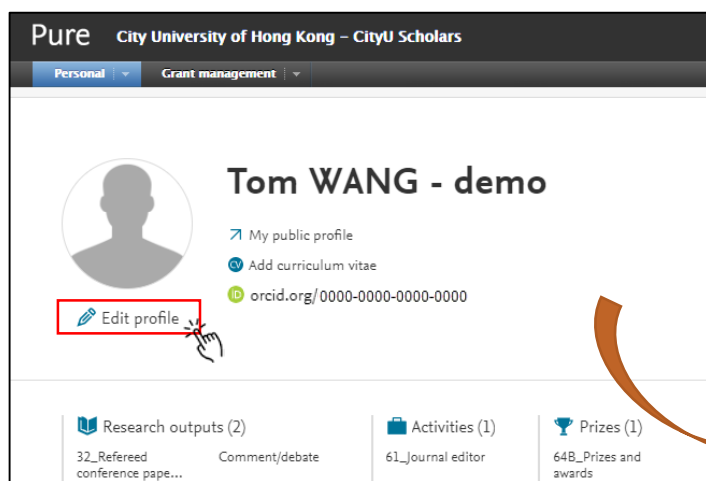 Pure City University of Hong Kong – CityU Scholars
Personal Grant management
Tom WANG - demo
My public profile
CV Add curriculum vitae
iD orcid.org/0000-0000-0000-0000
Edit profile
Research outputs (2) Activities (1) Prizes (1)
32_Refereed Comment/debate 61_Journal editor 64B_Prizes and
conference pape... awards